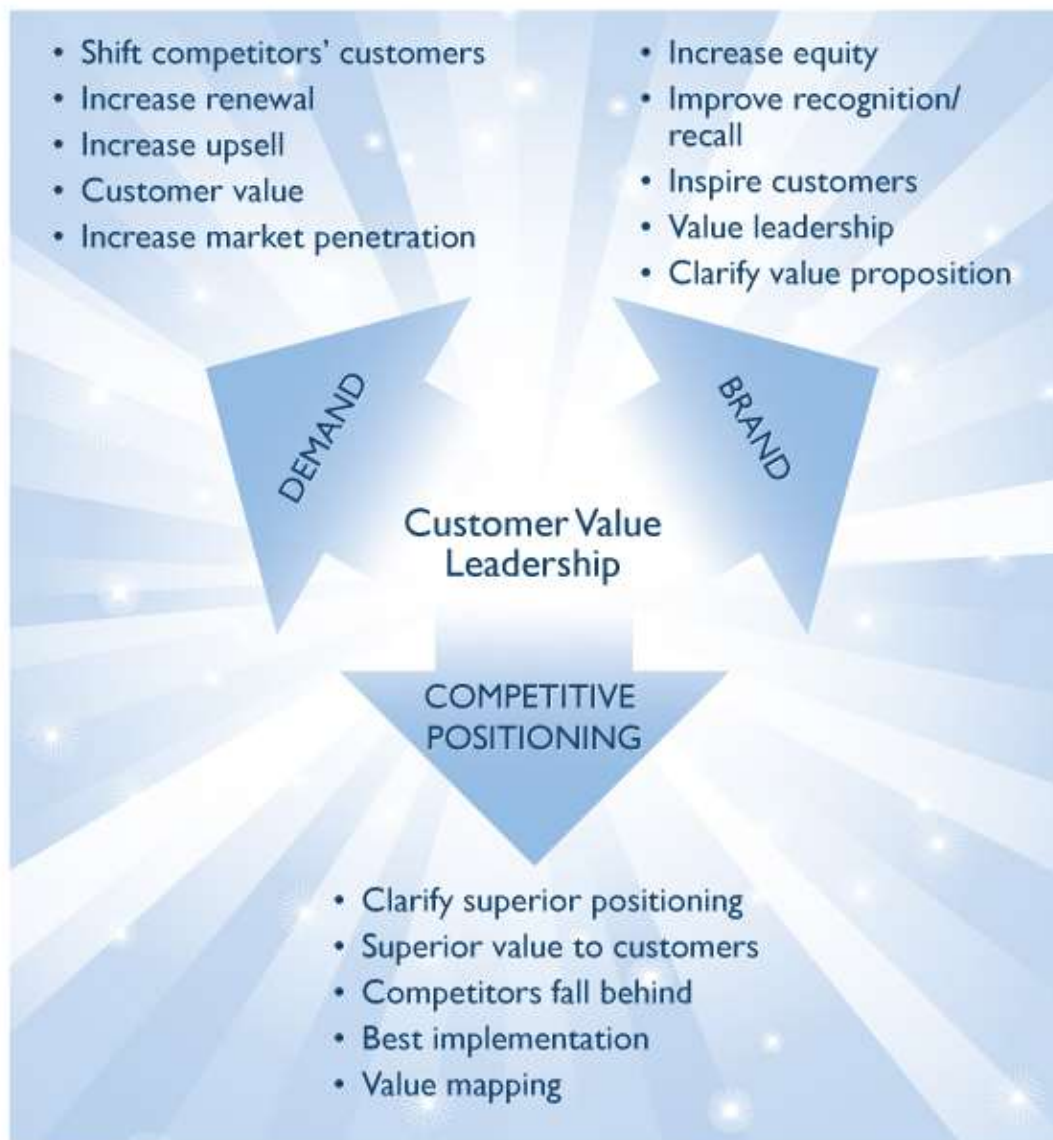 • Shift competitors’ customers
• Increase renewal
• Increase upsell
• Customer value
• Increase market penetration
• Increase equity
• Improve recognition/
recall
• Inspire customers
• Value leadership
• Clarify value proposition
DEMAND
BRAND
Customer Value
Leadership
COMPETITIVE
POSITIONING
• Clarify superior positioning
• Superior value to customers
• Competitors fall behind
• Best implementation
• Value mapping